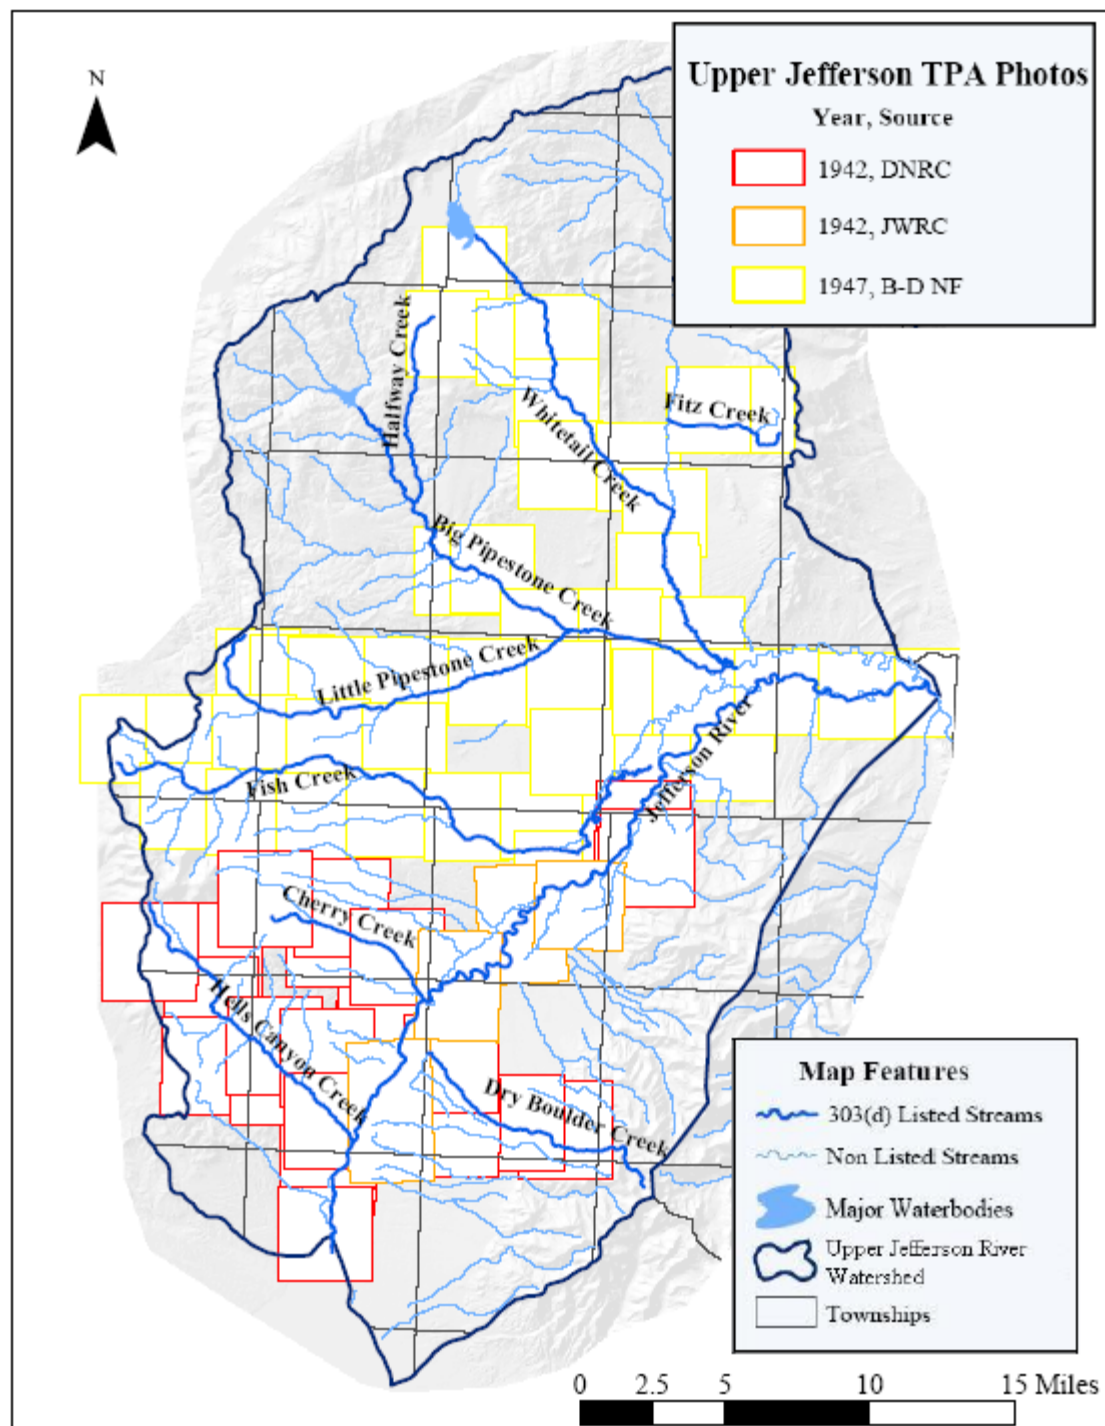 N
Upper Jefferson TPA Photos
Year, Source
1942, DNRC
1942, JWRC
1947, B-D NF
Halfway Creek
Whitetail Creek
Fitz Creek
Big Pipestone Creek
Little Pipestone Creek
Jefferson River
Fish Creek
Cherry Creek
Hells Canyon Creek
Dry Boulder Creek
Map Features
303(d) Listed Streams
Non Listed Streams
Major Waterbodies
Upper Jefferson River
Watershed
Townships
0 2.5 5 10 15 Miles